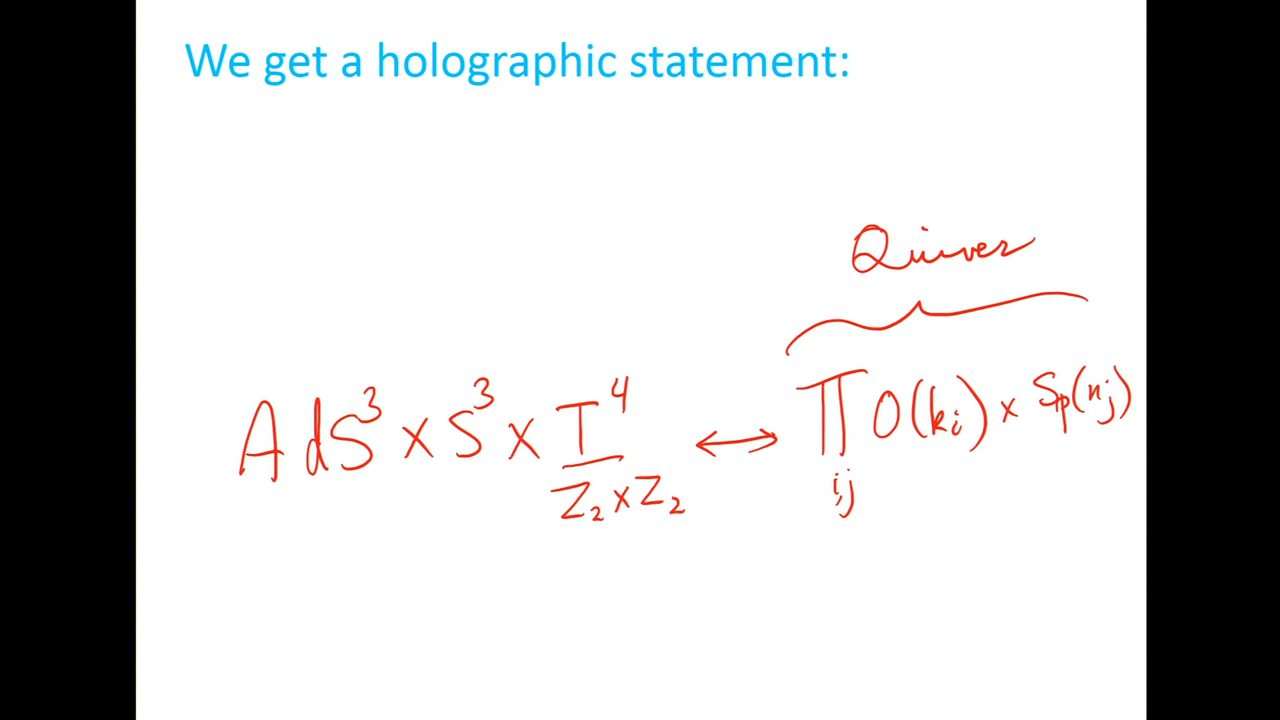 We get a holographic statement:
Quiver
AdS³ × S³ × T⁴ / Z₂ × Z₂ ↔ ∏ O(kᵢ) × Sp(nⱼ)
i,j